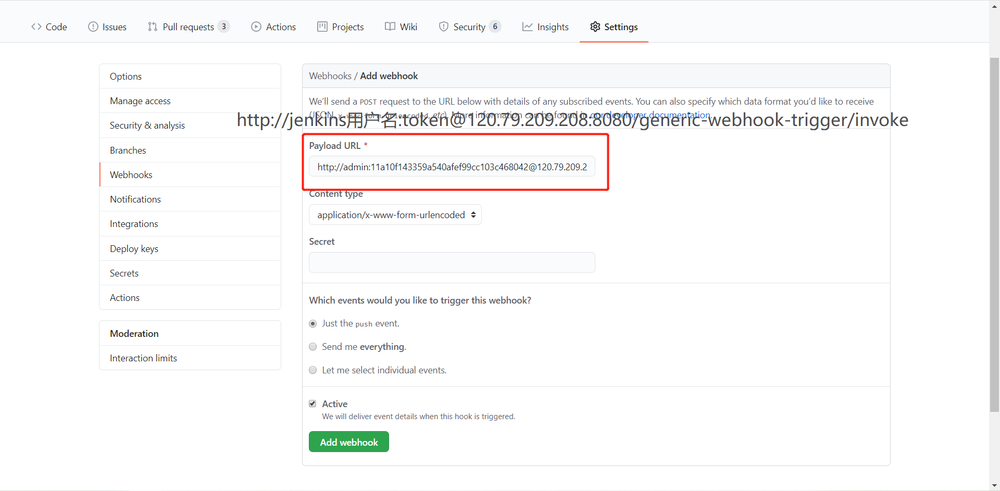 Code Issues Pull requests 3 Actions Projects Wiki Security 6 Insights Settings
Options
Manage access
Security & analysis
Branches
Webhooks
Notifications
Integrations
Deploy keys
Secrets
Actions
Moderation
Interaction limits
Webhooks / Add webhook
We'll send a POST request to the URL below with details of any subscribed events. You can also specify which data format you'd like to receive
(JSON, x-www-form-urlencoded, etc). More information can be found in our developer documentation.
http://jenkins用户名:token@120.79.209.208:8080/generic-webhook-trigger/invoke
Payload URL *
http://admin:11a10f143359a540afef99cc103c468042@120.79.209.2
Content type
application/x-www-form-urlencoded
Secret
Which events would you like to trigger this webhook?
Just the push event.
Send me everything.
Let me select individual events.
Active
We will deliver event details when this hook is triggered.
Add webhook